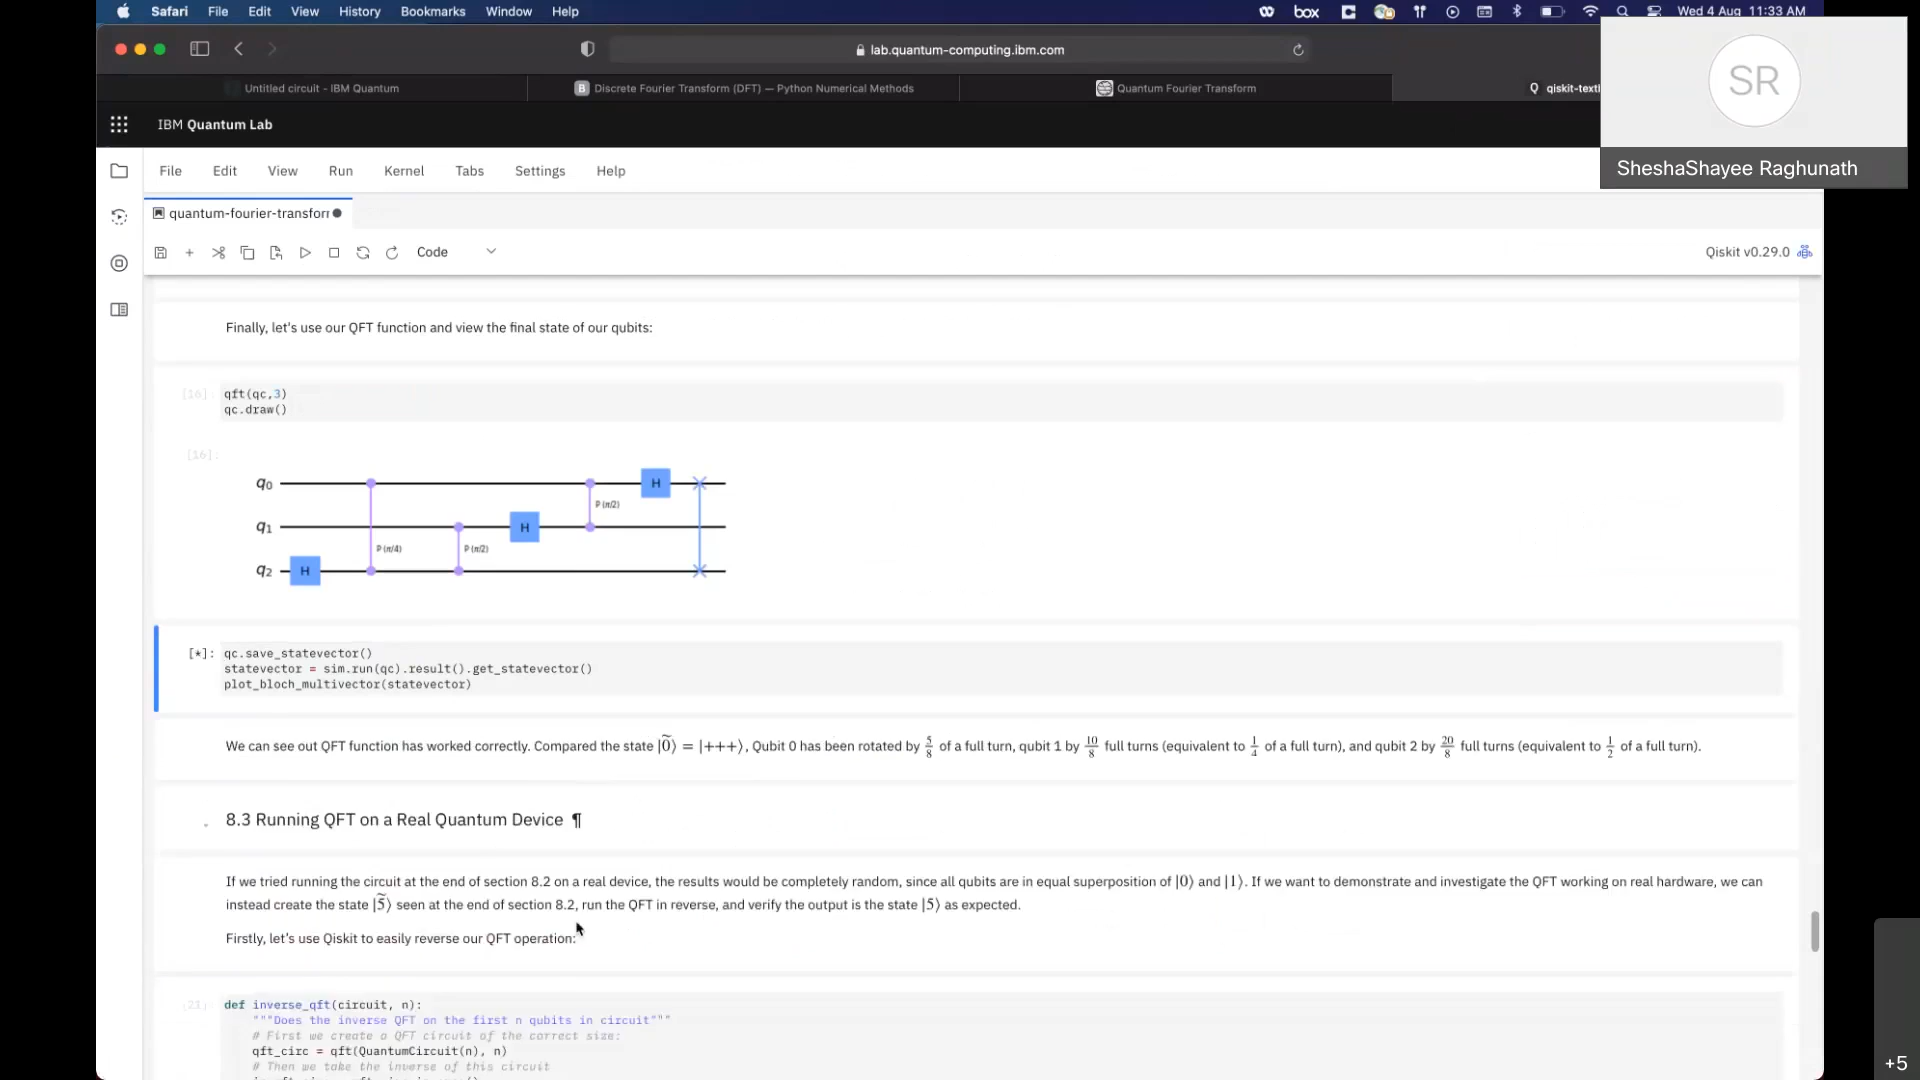 Safari File Edit View History Bookmarks Window Help
box
Wed 4 Aug 11:33 AM
lab.quantum-computing.ibm.com
Untitled circuit - IBM Quantum
B Discrete Fourier Transform (DFT) — Python Numerical Methods
Quantum Fourier Transform
Q qiskit-textl
SR
SheshaShayee Raghunath
IBM Quantum Lab
File Edit View Run Kernel Tabs Settings Help
quantum-fourier-transforr
Code
Qiskit v0.29.0
Finally, let's use our QFT function and view the final state of our qubits:
[16]: qft(qc,3)
qc.draw()
[16]:
q0 H
P (π/2)
q1 H
P (π/4) P (π/2)
q2 H
[*]: qc.save_statevector()
statevector = sim.run(qc).result().get_statevector()
plot_bloch_multivector(statevector)
We can see out QFT function has worked correctly. Compared the state |0̃⟩ = |+++⟩, Qubit 0 has been rotated by 5/8 of a full turn, qubit 1 by 10/8 full turns (equivalent to 1/4 of a full turn), and qubit 2 by 20/8 full turns (equivalent to 1/2 of a full turn).
8.3 Running QFT on a Real Quantum Device ¶
If we tried running the circuit at the end of section 8.2 on a real device, the results would be completely random, since all qubits are in equal superposition of |0⟩ and |1⟩. If we want to demonstrate and investigate the QFT working on real hardware, we can
instead create the state |5̃⟩ seen at the end of section 8.2, run the QFT in reverse, and verify the output is the state |5⟩ as expected.
Firstly, let's use Qiskit to easily reverse our QFT operation:
[21]: def inverse_qft(circuit, n):
"""Does the inverse QFT on the first n qubits in circuit"""
# First we create a QFT circuit of the correct size:
qft_circ = qft(QuantumCircuit(n), n)
# Then we take the inverse of this circuit
+5